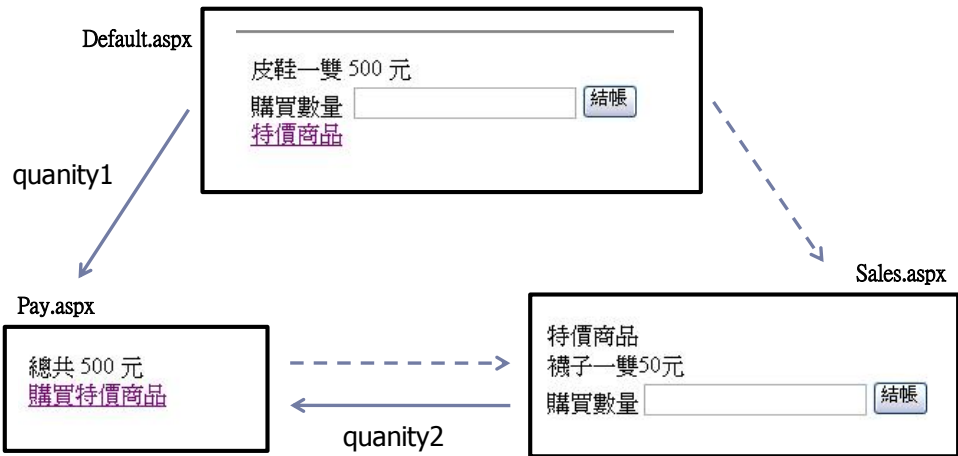 Default.aspx
皮鞋一雙 500 元
購買數量 結帳
特價商品
quanity1
Sales.aspx
Pay.aspx
特價商品
襪子一雙50元
購買數量 結帳
總共 500 元
購買特價商品
quanity2